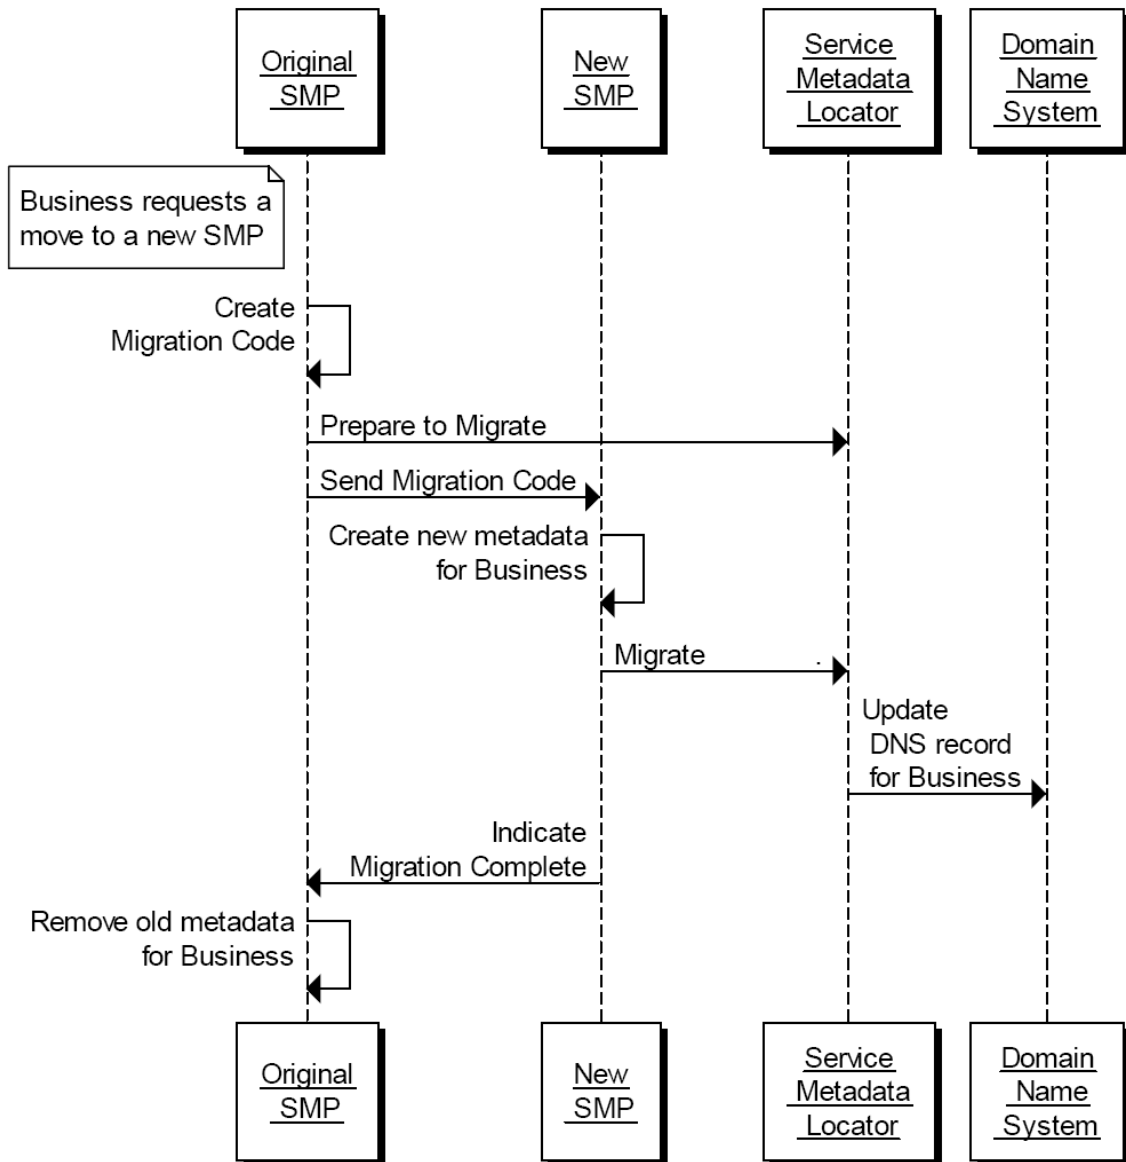 Original
SMP
New
SMP
Service
Metadata
Locator
Domain
Name
System
Business requests a
move to a new SMP
Create
Migration Code
Prepare to Migrate
Send Migration Code
Create new metadata
for Business
Migrate .
Update
DNS record
for Business
Indicate
Migration Complete
Remove old metadata
for Business
Original
SMP
New
SMP
Service
Metadata
Locator
Domain
Name
System